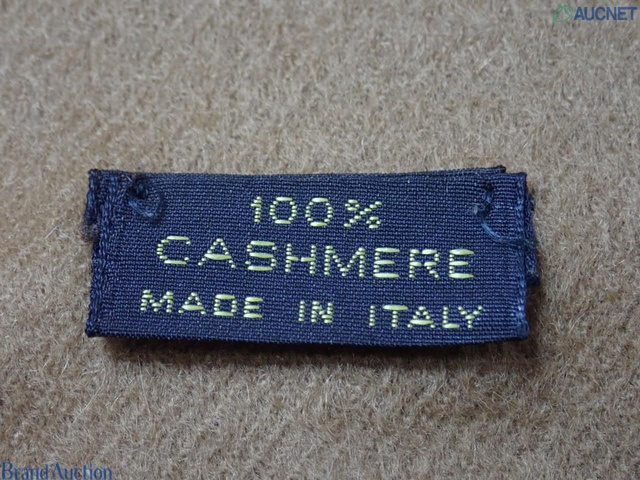 AUCNET
100%
CASHMERE
MADE IN ITALY
Brand Auction